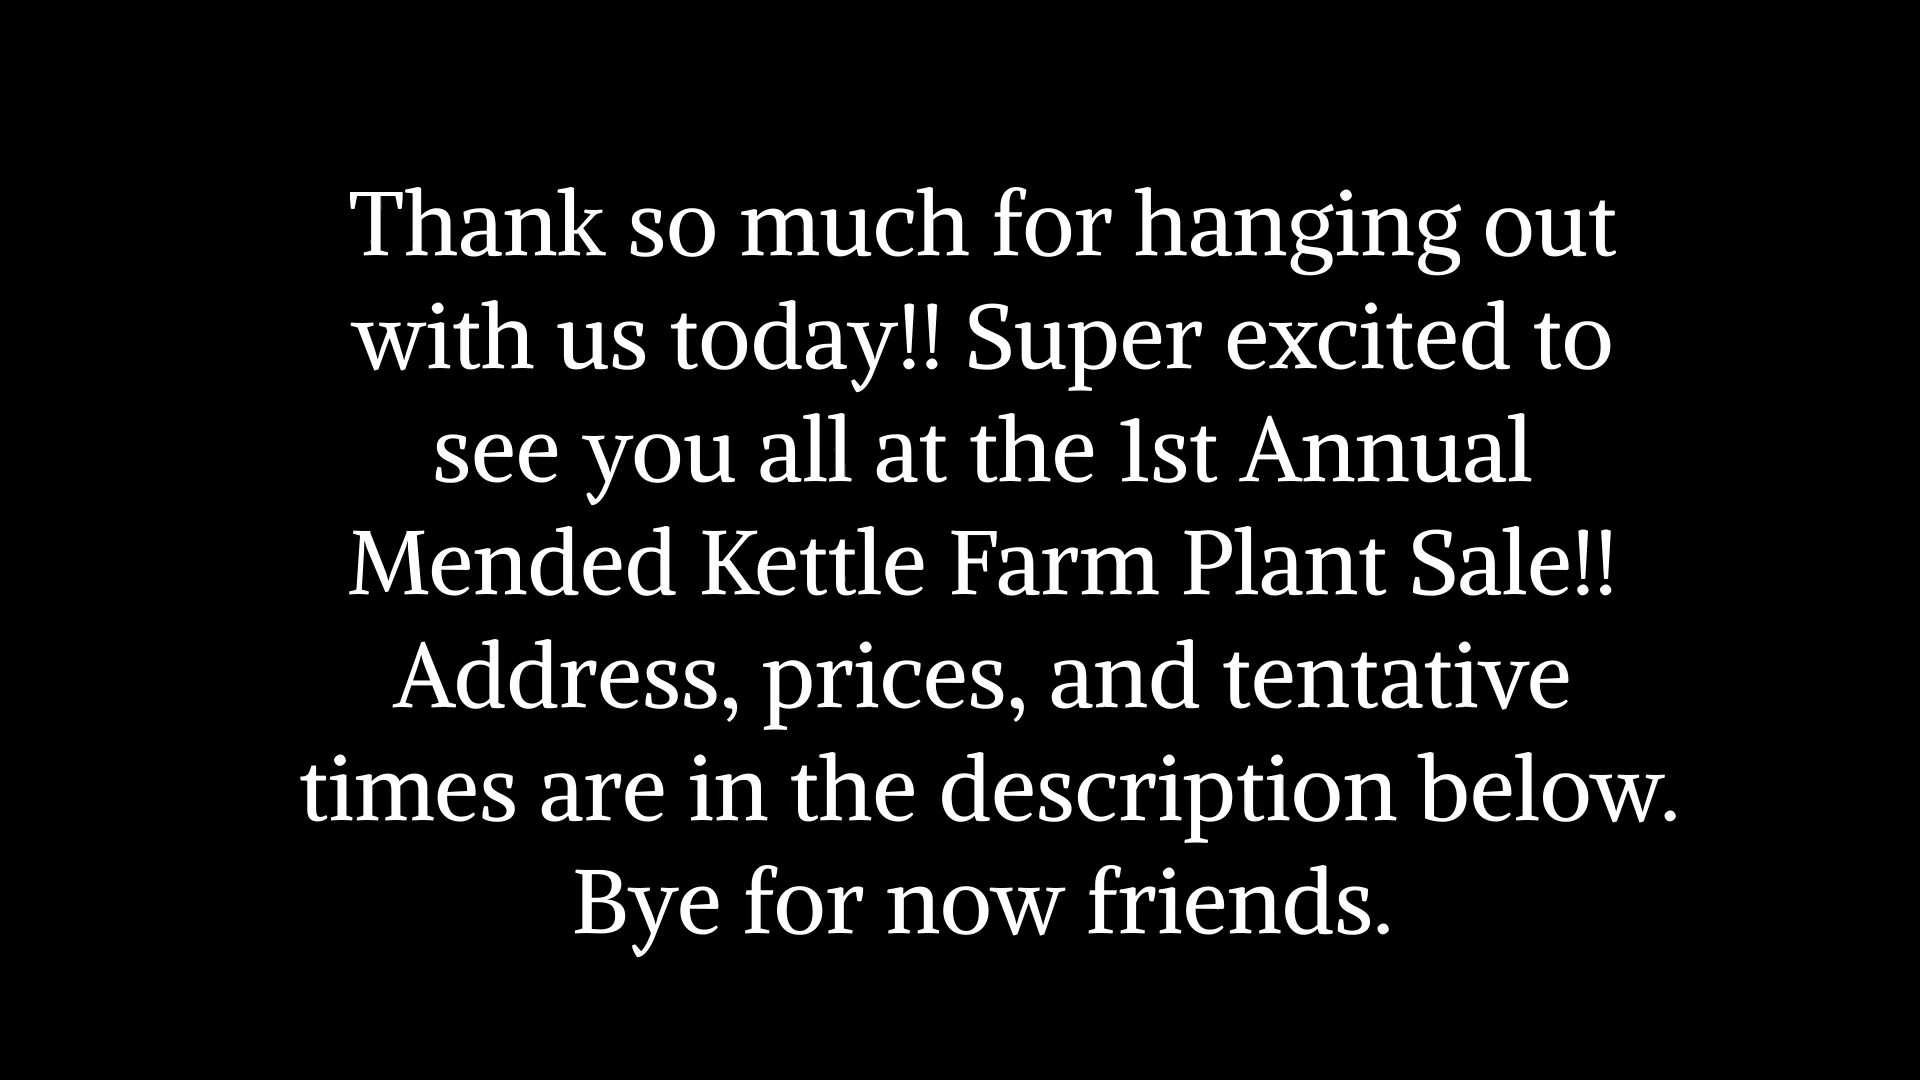 Thank so much for hanging out
with us today!! Super excited to
see you all at the 1st Annual
Mended Kettle Farm Plant Sale!!
Address, prices, and tentative
times are in the description below.
Bye for now friends.